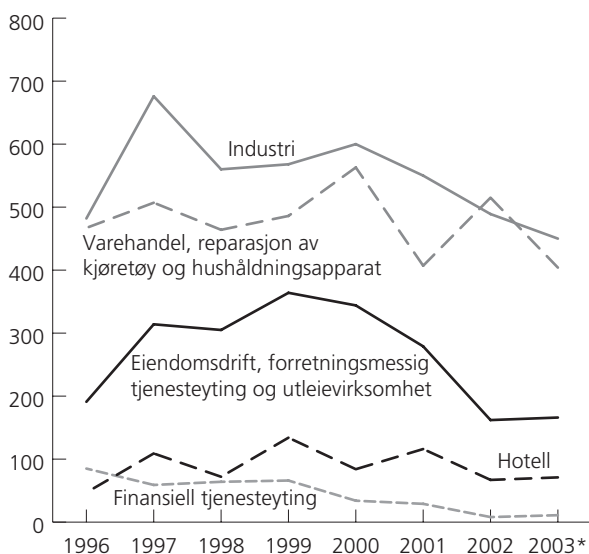 800
700
600
500
400
300
200
100
0
Industri
Varehandel, reparasjon av
kjøretøy og hushåldningsapparat
Eiendomsdrift, forretningsmessig
tjenesteyting og utleievirksomhet
Hotell
Finansiell tjenesteyting
1996 1997 1998 1999 2000 2001 2002 2003*